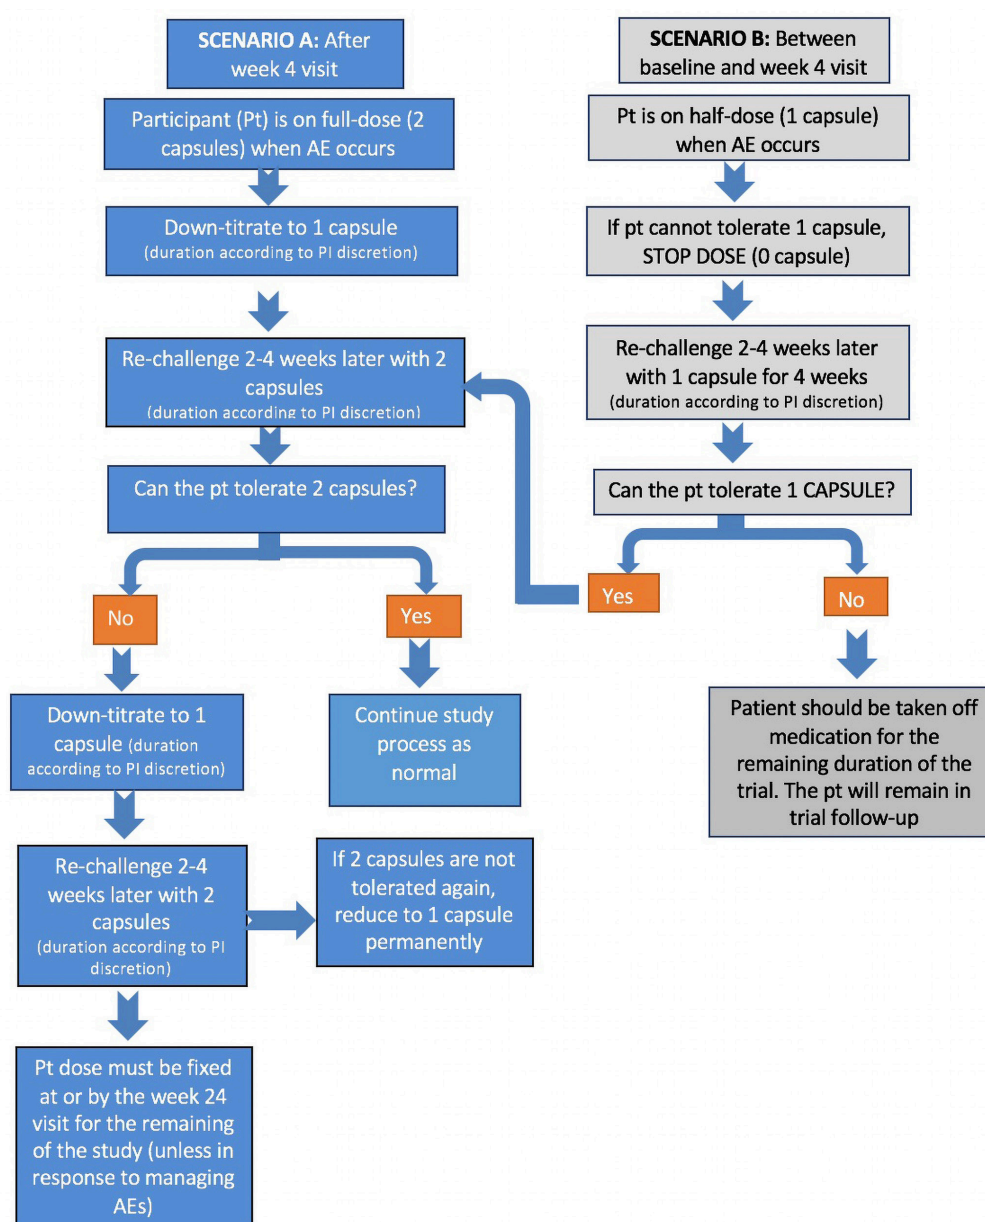 SCENARIO A: After
week 4 visit
Participant (Pt) is on full-dose (2
capsules) when AE occurs
Down-titrate to 1 capsule
(duration according to PI discretion)
Re-challenge 2-4 weeks later with 2
capsules
(duration according to PI discretion)
Can the pt tolerate 2 capsules?
No
Yes
Down-titrate to 1
capsule (duration
according to PI discretion)
Continue study
process as
normal
Re-challenge 2-4
weeks later with 2
capsules
(duration according to PI
discretion)
If 2 capsules are not
tolerated again,
reduce to 1 capsule
permanently
Pt dose must be fixed
at or by the week 24
visit for the remaining
of the study (unless in
response to managing
AEs)
SCENARIO B: Between
baseline and week 4 visit
Pt is on half-dose (1 capsule)
when AE occurs
If pt cannot tolerate 1 capsule,
STOP DOSE (0 capsule)
Re-challenge 2-4 weeks later
with 1 capsule for 4 weeks
(duration according to PI discretion)
Can the pt tolerate 1 CAPSULE?
Yes
No
Patient should be taken off
medication for the
remaining duration of the
trial. The pt will remain in
trial follow-up